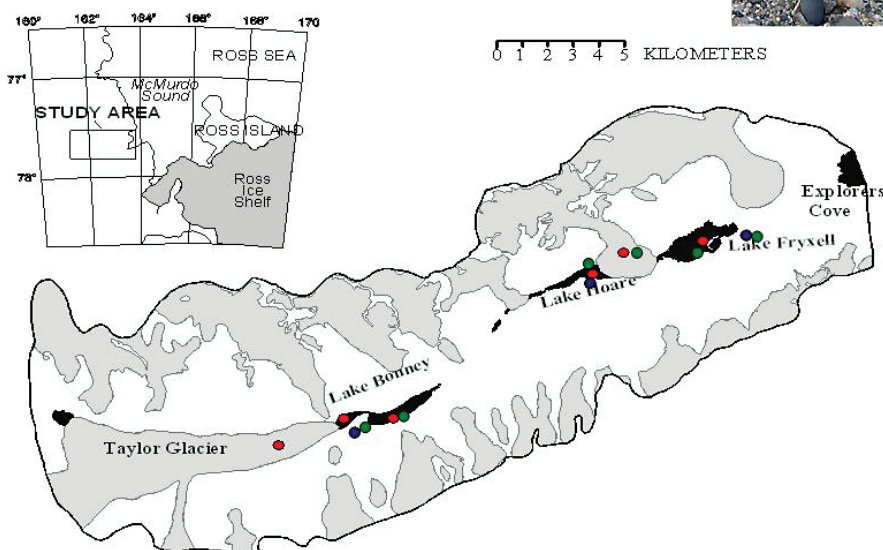 160° 162° 164° 166° 168° 170
ROSS SEA
77°
McMurdo
Sound
STUDY AREA
ROSS ISLAND
78°
Ross
Ice
Shelf
0 1 2 3 4 5 KILOMETERS
Explorers
Cove
Lake Fryxell
Lake Hoare
Lake Bonney
Taylor Glacier